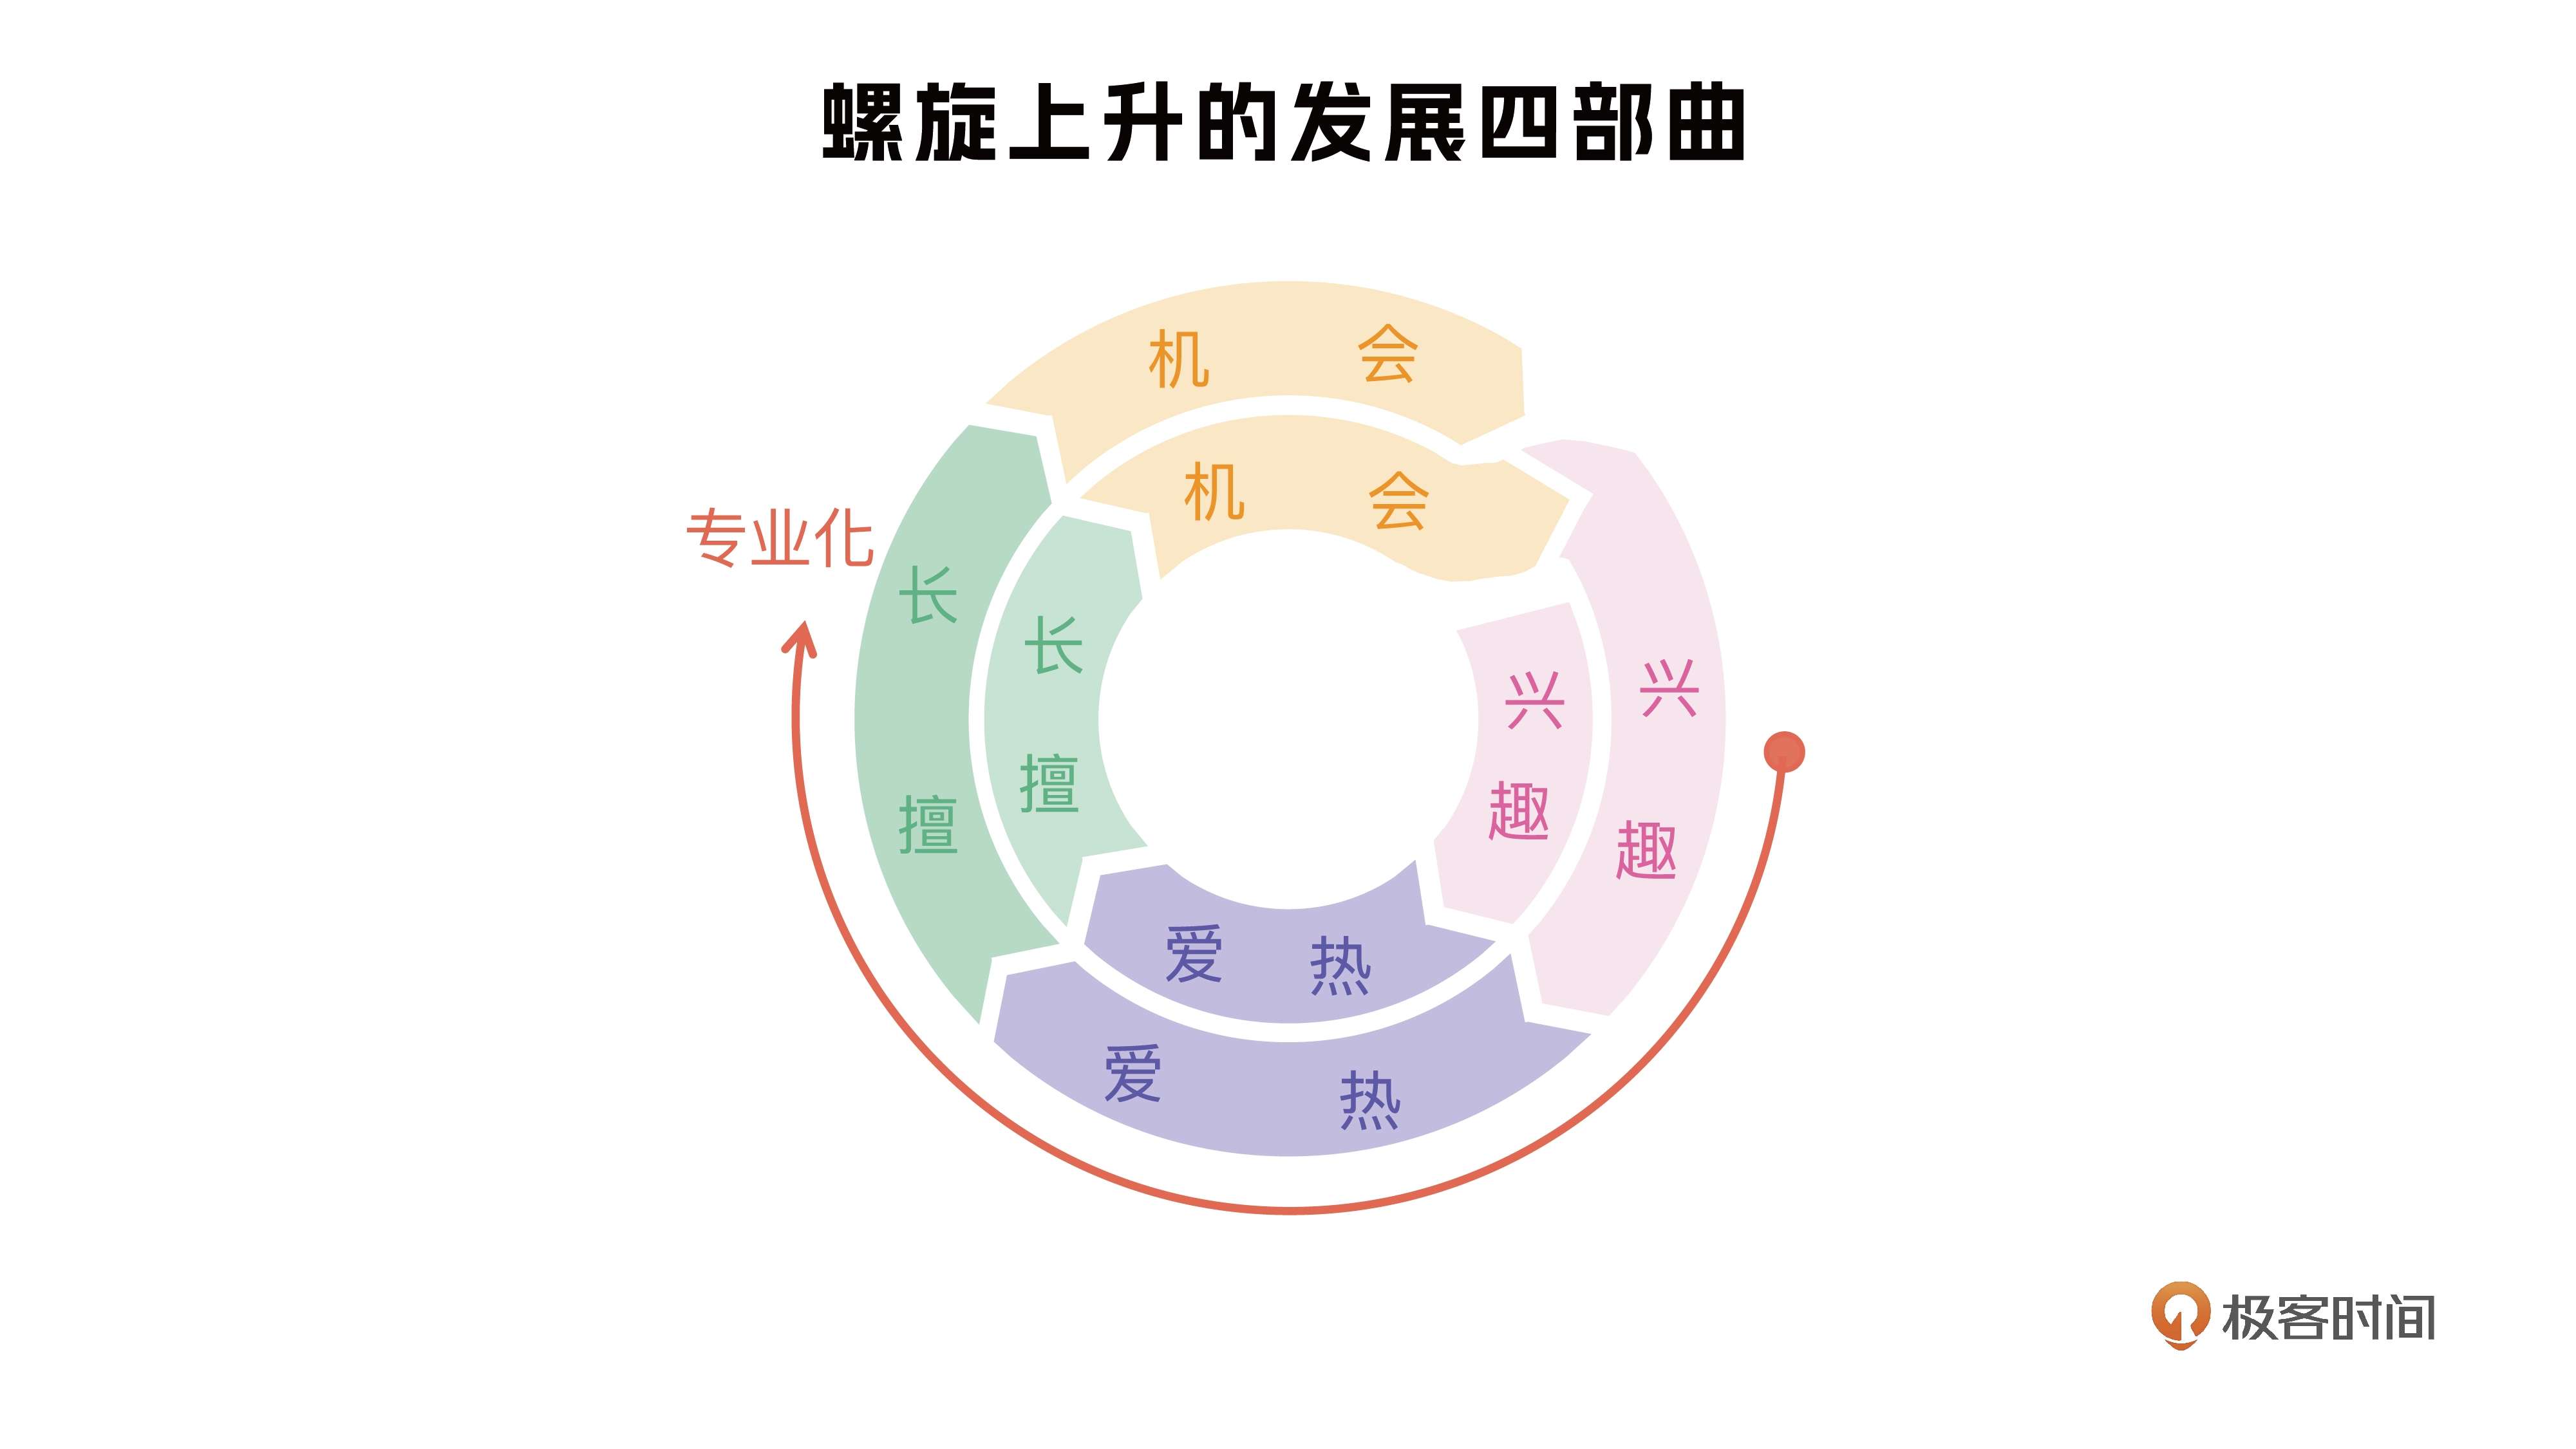 螺旋上升的发展四部曲
机会
机会
专业化
擅长
擅长
兴趣
兴趣
热爱
热爱
极客时间